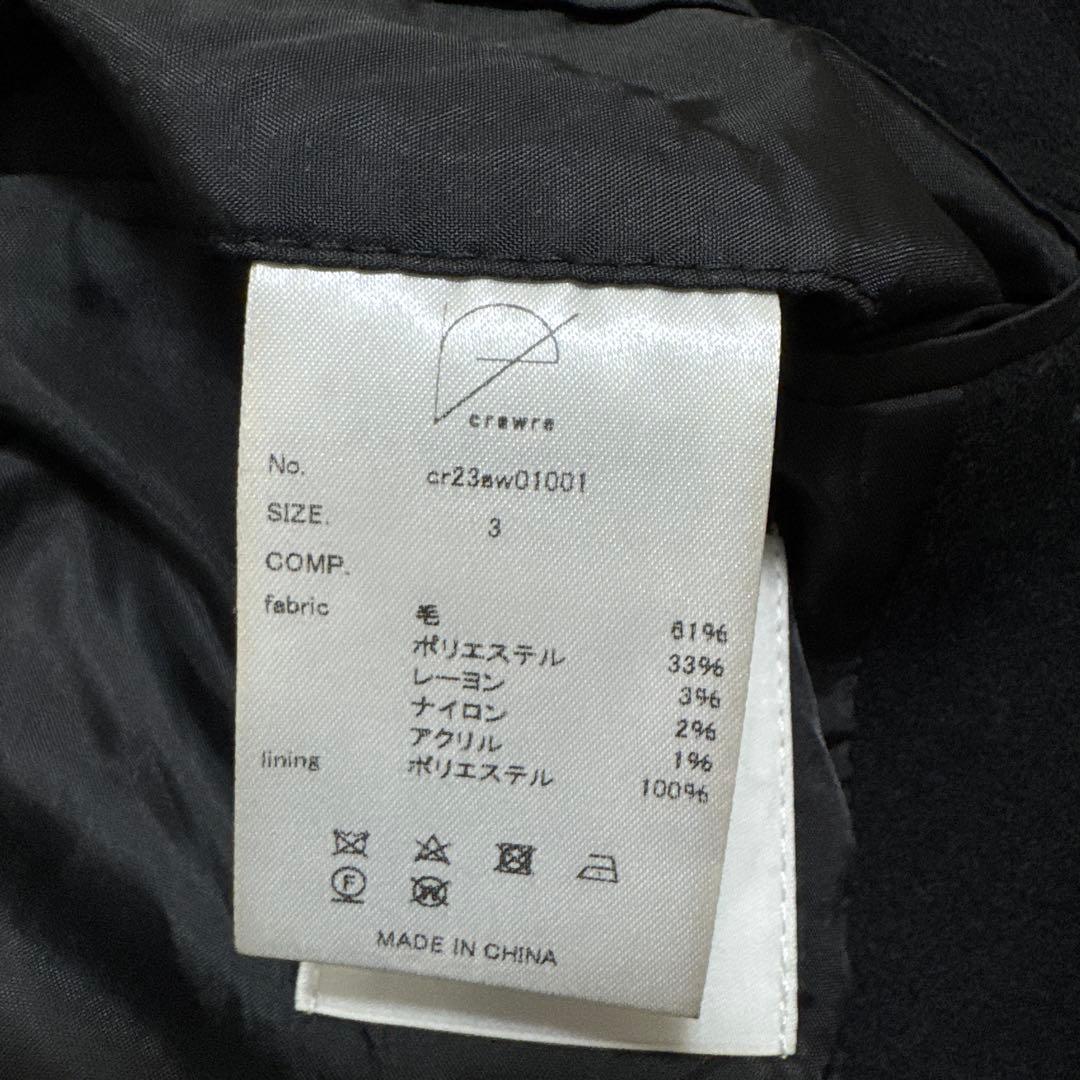 crewre
No. cr23aw01001
SIZE. 3
COMP.
fabric 毛 61%
ポリエステル 33%
レーヨン 3%
ナイロン 2%
アクリル 1%
lining ポリエステル 100%
F W
MADE IN CHINA